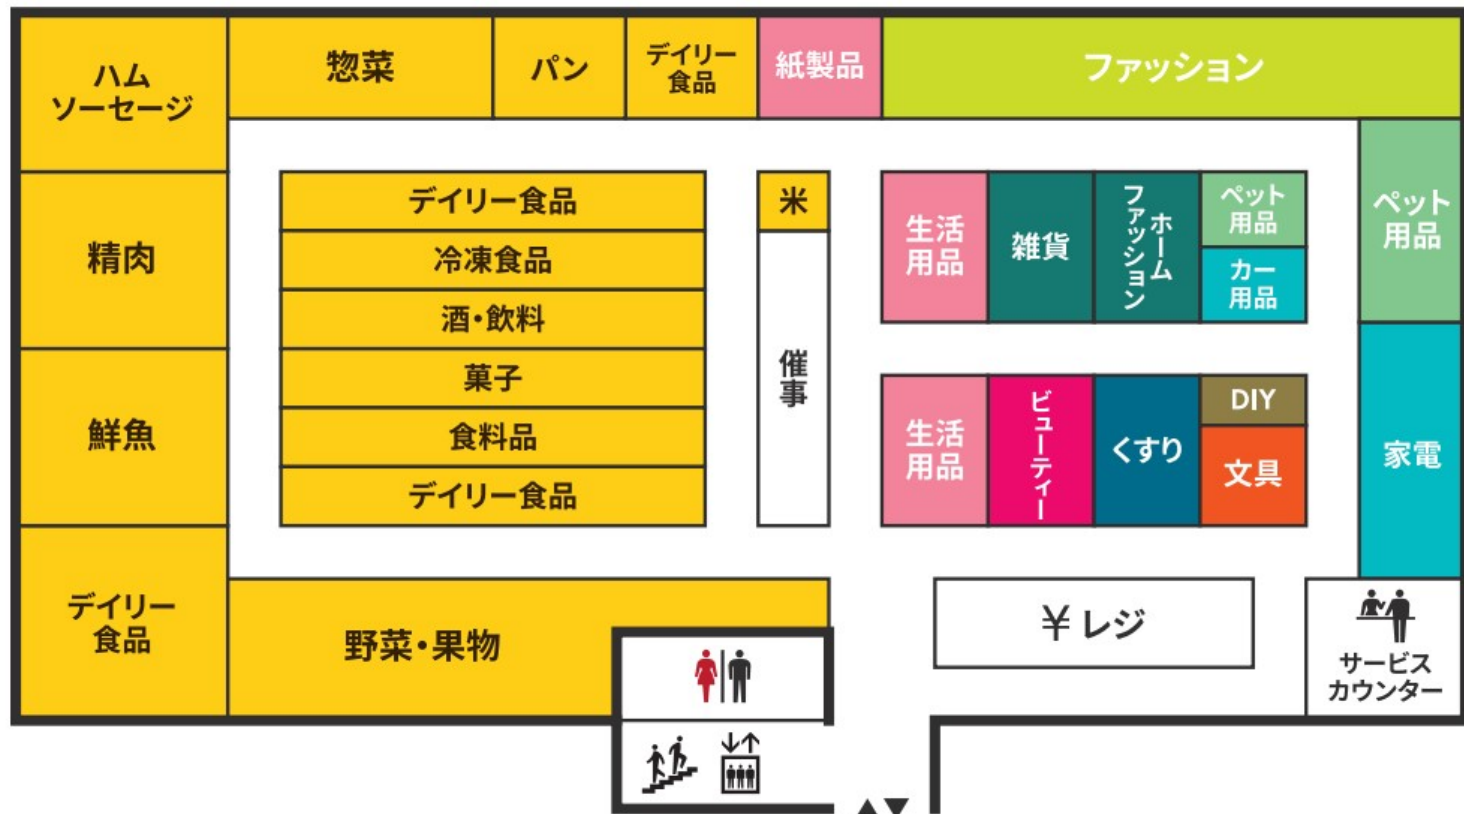 ハム
ソーセージ
惣菜
パン
デイリー
食品
紙製品
ファッション
精肉
デイリー食品
米
生活
用品
雑貨
ホーム
ファッション
ペット
用品
ペット
用品
冷凍食品
カー
用品
酒・飲料
鮮魚
菓子
催事
生活
用品
ビューティー
くすり
DIY
文具
家電
食料品
デイリー食品
デイリー
食品
野菜・果物
¥ レジ
サービス
カウンター